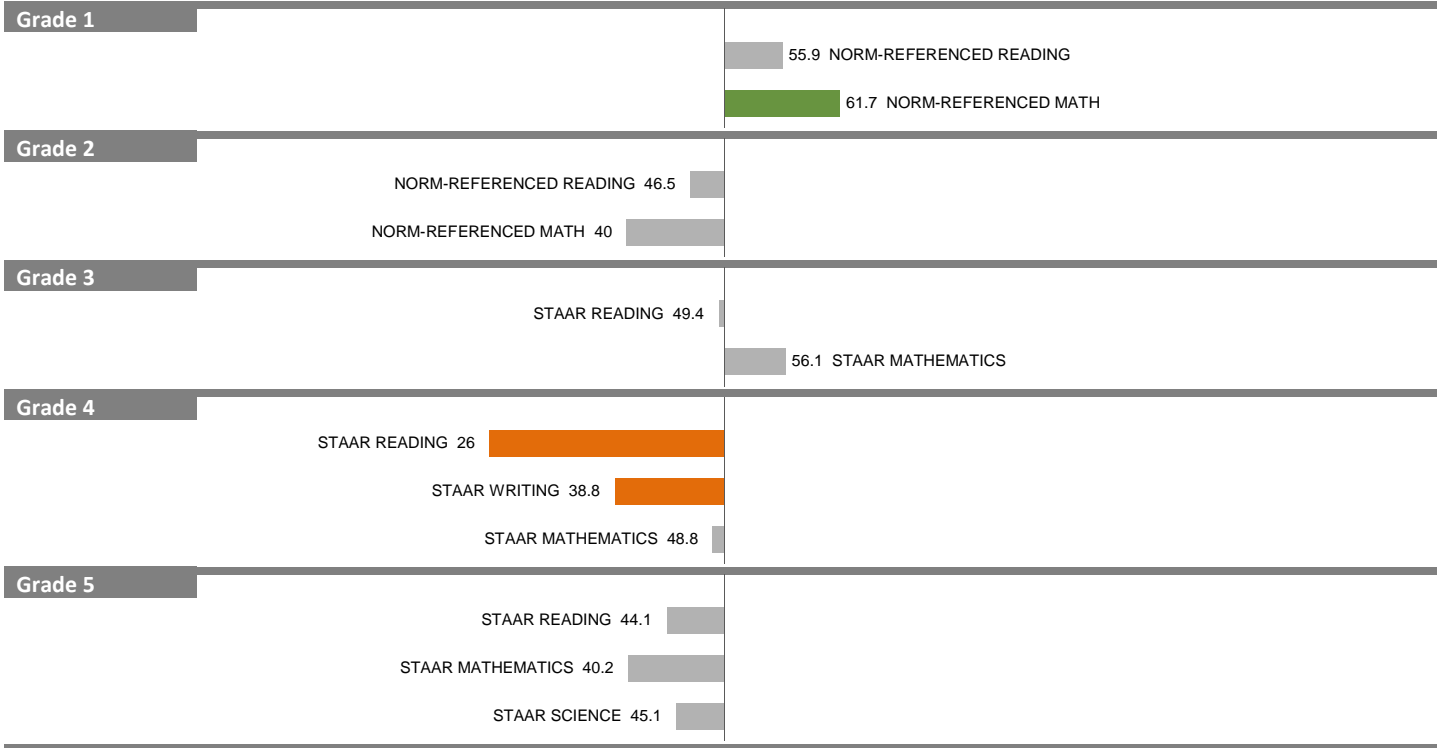 Grade 1
55.9 NORM-REFERENCED READING
61.7 NORM-REFERENCED MATH
Grade 2
NORM-REFERENCED READING 46.5
NORM-REFERENCED MATH 40
Grade 3
STAAR READING 49.4
56.1 STAAR MATHEMATICS
Grade 4
STAAR READING 26
STAAR WRITING 38.8
STAAR MATHEMATICS 48.8
Grade 5
STAAR READING 44.1
STAAR MATHEMATICS 40.2
STAAR SCIENCE 45.1